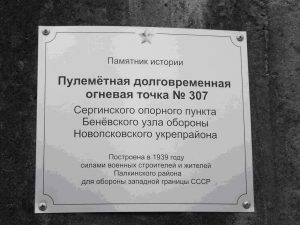 Памятник истории
Пулемётная долговременная
огневая точка № 307
Сергинского опорного пункта
Бенёвского узла обороны
Новопсковского укрепрайона
Построена в 1939 году
силами военных строителей и жителей
Палкинского района
для обороны западной границы СССР